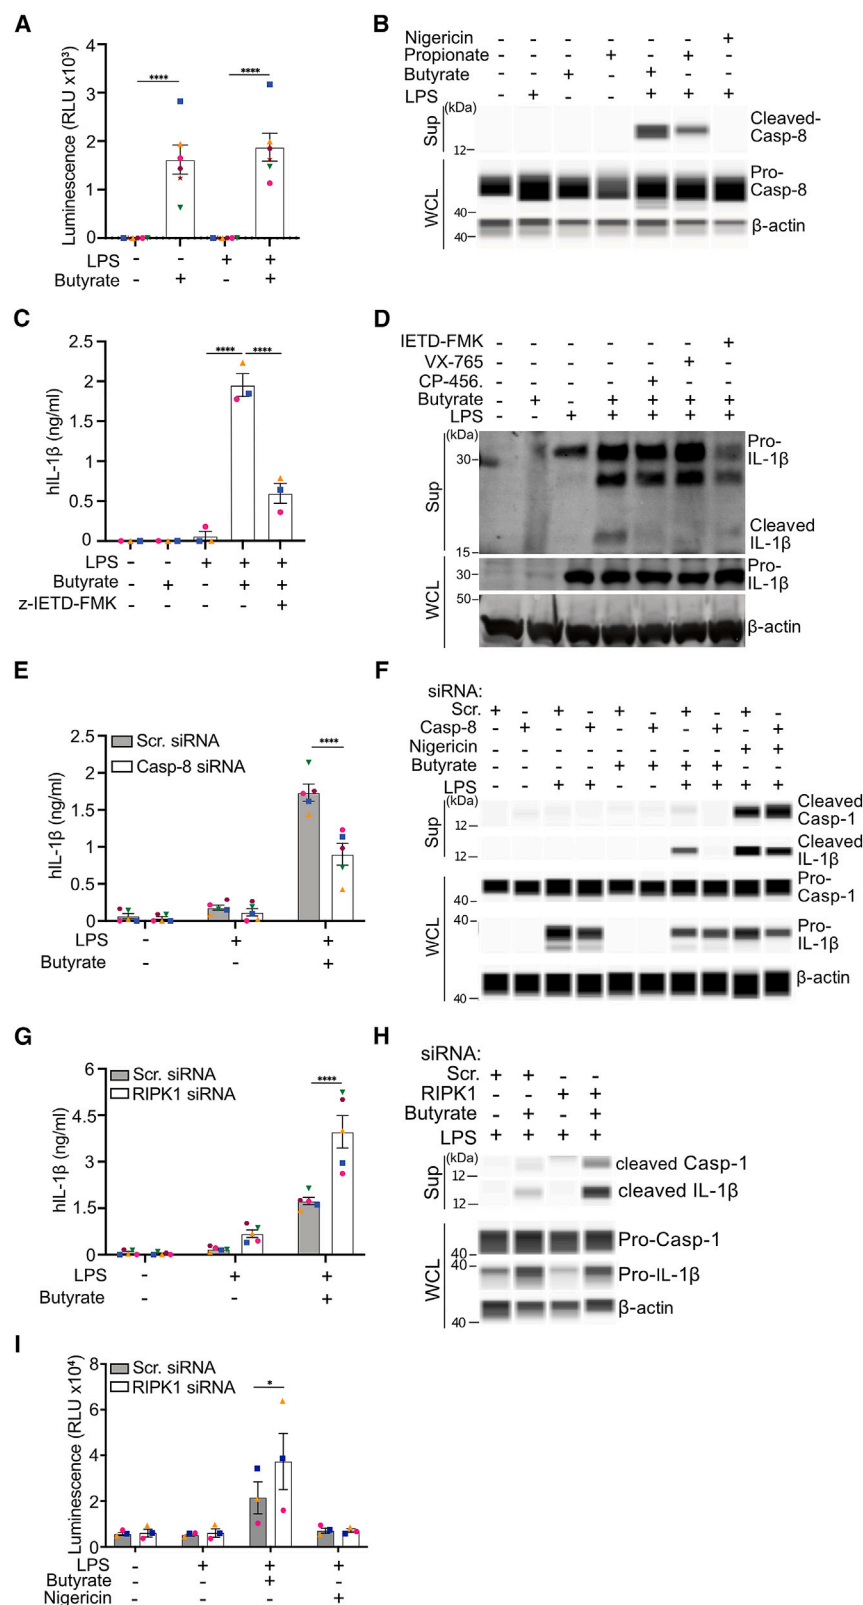 A
Luminescence (RLU x10³)
4
3
2
1
0
**** ****
LPS - - + +
Butyrate - + - +
B
Nigericin - - - - - - +
Propionate - - - + - + -
Butyrate - - + - + - -
LPS - + - - + + +
(kDa)
Sup
12
Cleaved-
Casp-8
WCL
Pro-
Casp-8
40
β-actin
40
C
hIL-1β (ng/ml)
2.5
2
1.5
1
0.5
0
**** ****
LPS - - + + +
Butyrate - + - + +
z-IETD-FMK - - - - +
D
IETD-FMK - - - - - - +
VX-765 - - - - - + -
CP-456. - - - - + - -
Butyrate - + - + + + +
LPS - - + + + + +
(kDa)
Sup
30
15
Pro-
IL-1β
Cleaved
IL-1β
WCL
30
50
Pro-
IL-1β
β-actin
E
hIL-1β (ng/ml)
2.5
2
1.5
1
0.5
0
Scr. siRNA
Casp-8 siRNA
****
LPS - + +
Butyrate - - +
F
siRNA:
Scr. + - + - + - + - + -
Casp-8 - + - + - + - + - +
Nigericin - - - - - - - - + +
Butyrate - - - - + + + + - -
LPS - - + + - - + + + +
(kDa)
Sup
12
Cleaved
Casp-1
12
Cleaved
IL-1β
WCL
Pro-
Casp-1
40
40
Pro-
IL-1β
β-actin
40
G
hIL-1β (ng/ml)
6
4.5
3
1.5
0
Scr. siRNA
RIPK1 siRNA
****
LPS - + +
Butyrate - - +
H
siRNA:
Scr. + + - -
RIPK1 - - + +
Butyrate - + - +
LPS + + + +
(kDa)
Sup
cleaved Casp-1
12
cleaved IL-1β
12
WCL
Pro-Casp-1
40
40
Pro-IL-1β
β-actin
40
I
Luminescence (RLU x10⁴)
8
6
4
2
0
Scr. siRNA
RIPK1 siRNA
*
LPS - + + +
Butyrate - - + -
Nigericin - - - +